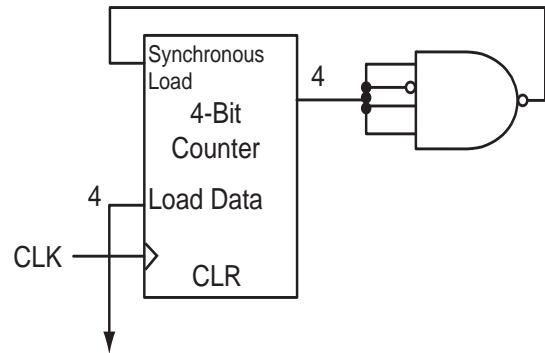 Synchronous
Load
4
4-Bit
Counter
4
Load Data
CLK
CLR